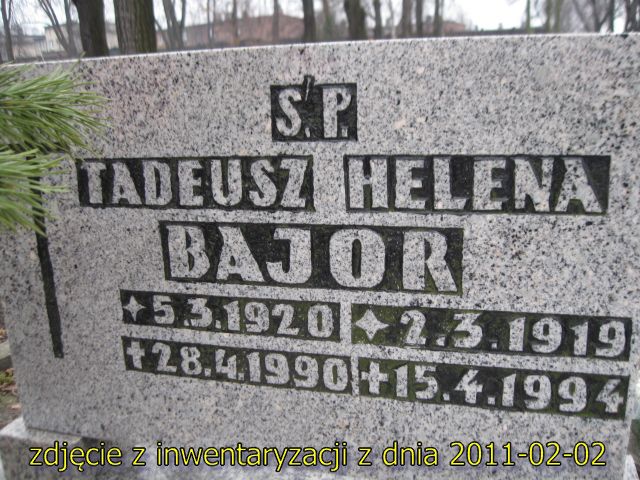 Ś.P.
TADEUSZ HELENA
BAJOR
✦5.3.1920 ✦2.3.1919
✝28.4.1990 ✝15.4.1994
zdjęcie z inwentaryzacji z dnia 2011-02-02